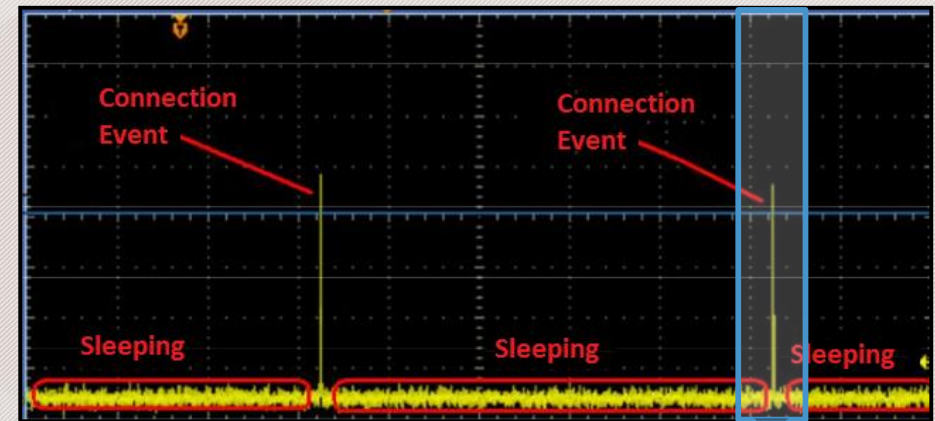 Connection
Event
Connection
Event
Sleeping
Sleeping
Sleeping